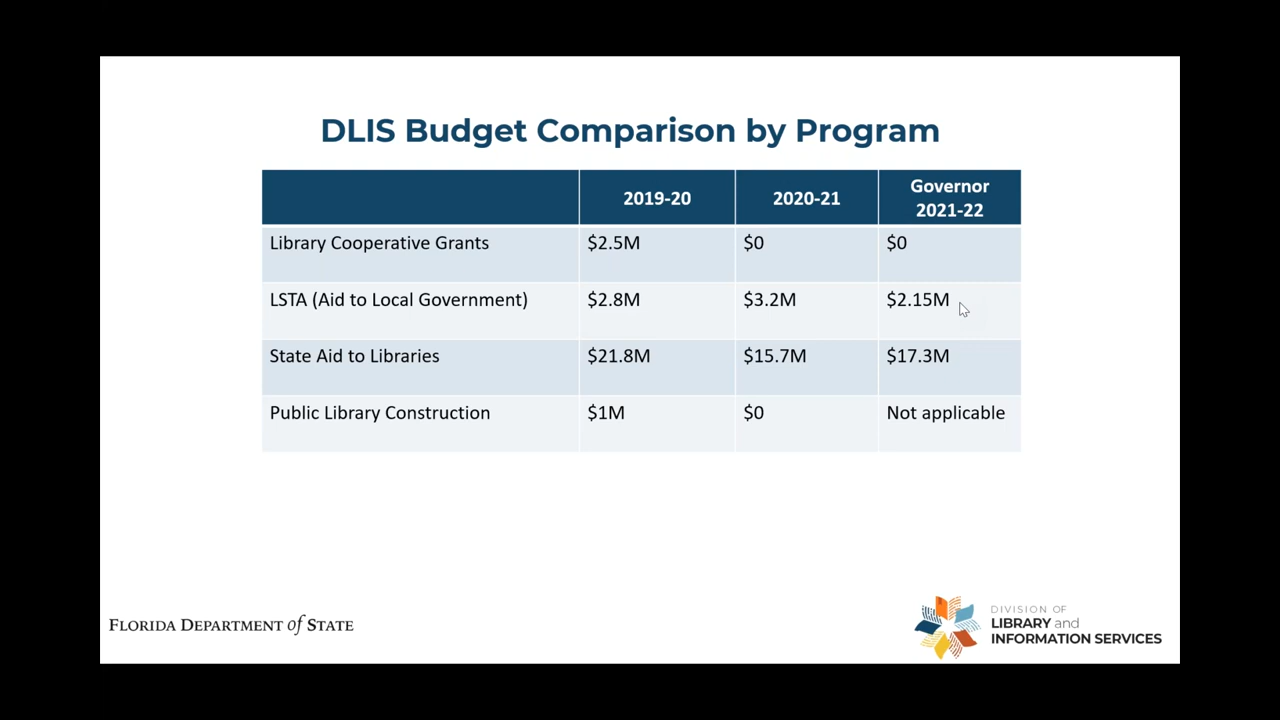 DLIS Budget Comparison by Program
2019-20 2020-21 Governor 2021-22
Library Cooperative Grants $2.5M $0 $0
LSTA (Aid to Local Government) $2.8M $3.2M $2.15M
State Aid to Libraries $21.8M $15.7M $17.3M
Public Library Construction $1M $0 Not applicable
FLORIDA DEPARTMENT of STATE
DIVISION OF
LIBRARY and
INFORMATION SERVICES